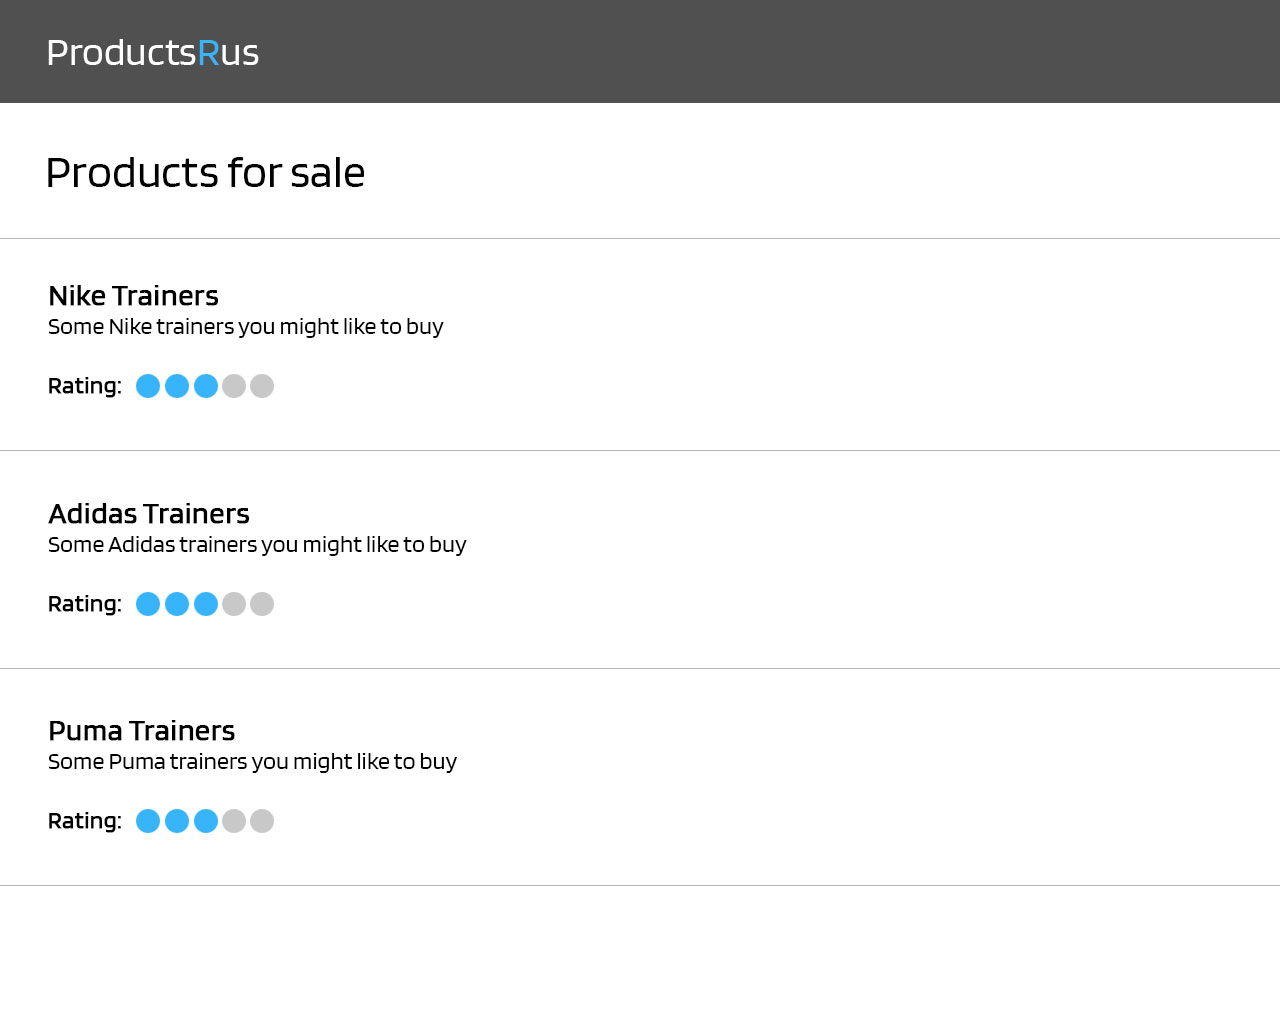 ProductsRus
Products for sale
Nike Trainers
Some Nike trainers you might like to buy
Rating:
Adidas Trainers
Some Adidas trainers you might like to buy
Rating:
Puma Trainers
Some Puma trainers you might like to buy
Rating: